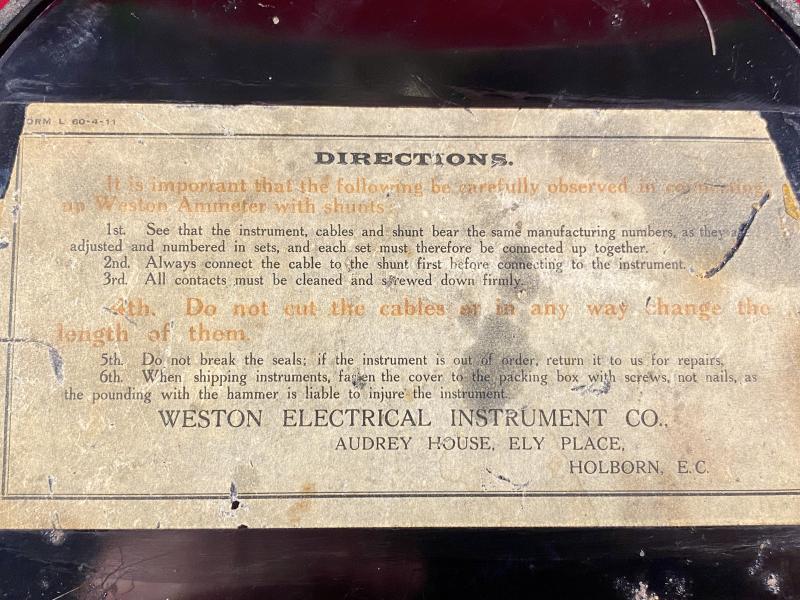 ORM L 60-4-11
DIRECTIONS.
It is important that the following be carefully observed in connecting
up Weston Ammeter with shunts:
1st. See that the instrument, cables and shunt bear the same manufacturing numbers, as they are
adjusted and numbered in sets, and each set must therefore be connected up together.
2nd. Always connect the cable to the shunt first before connecting to the instrument.
3rd. All contacts must be cleaned and screwed down firmly.
4th. Do not cut the cables or in any way change the
length of them.
5th. Do not break the seals; if the instrument is out of order, return it to us for repairs.
6th. When shipping instruments, fasten the cover to the packing box with screws, not nails, as
the pounding with the hammer is liable to injure the instrument.
WESTON ELECTRICAL INSTRUMENT CO.,
AUDREY HOUSE, ELY PLACE,
HOLBORN, E.C.